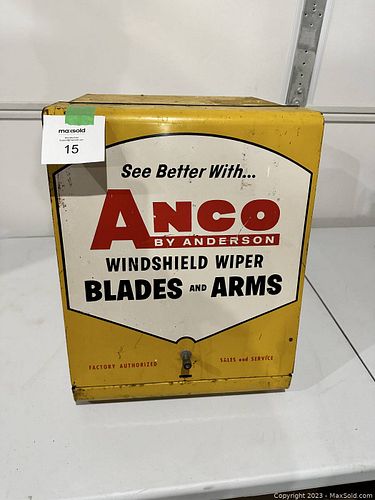 maxsold
15
See Better With...
ANCO
BY ANDERSON
WINDSHIELD WIPER
BLADES AND ARMS
FACTORY AUTHORIZED SALES and SERVICE
Copyright 2023 - MaxSold.com